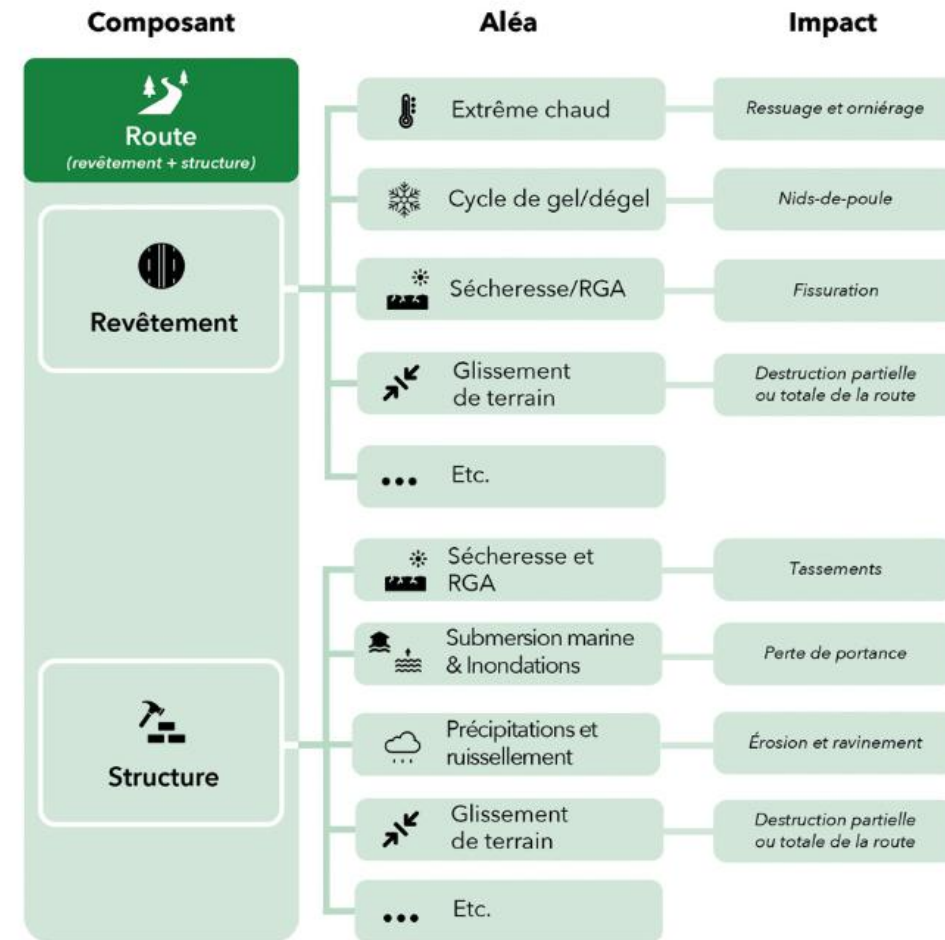 Composant
Aléa
Impact
Route
(revêtement + structure)
Revêtement
Extrême chaud
Ressuage et orniérage
Cycle de gel/dégel
Nids-de-poule
Sécheresse/RGA
Fissuration
Glissement
de terrain
Destruction partielle
ou totale de la route
Etc.
Structure
Sécheresse et
RGA
Tassements
Submersion marine
& Inondations
Perte de portance
Précipitations et
ruissellement
Érosion et ravinement
Glissement
de terrain
Destruction partielle
ou totale de la route
Etc.